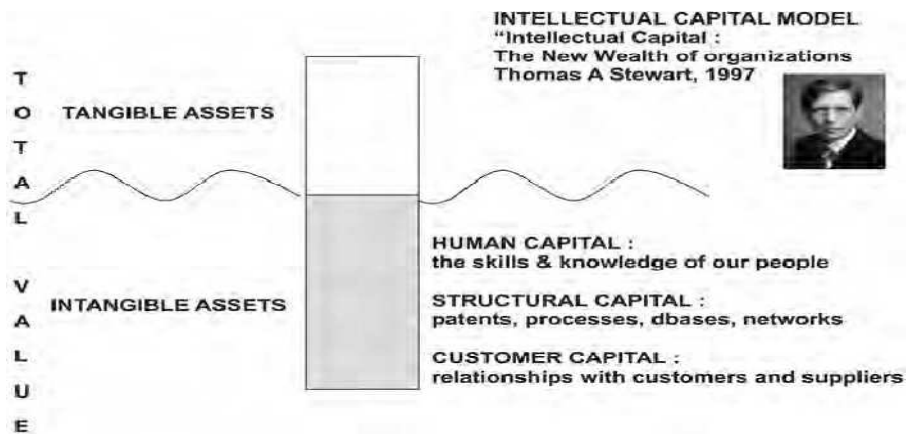 INTELLECTUAL CAPITAL MODEL
“Intellectual Capital :
The New Wealth of organizations
Thomas A Stewart, 1997
TOTAL VALUE
TANGIBLE ASSETS
INTANGIBLE ASSETS
HUMAN CAPITAL :
the skills & knowledge of our people
STRUCTURAL CAPITAL :
patents, processes, dbases, networks
CUSTOMER CAPITAL :
relationships with customers and suppliers